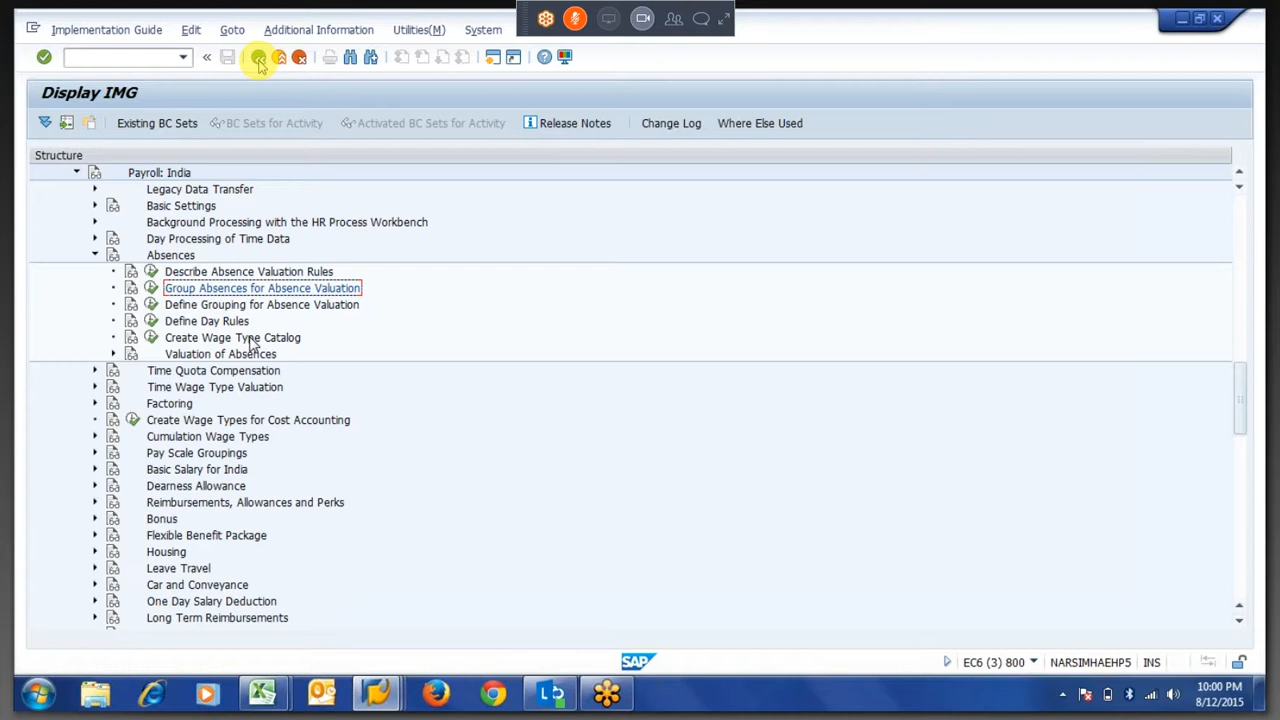 Implementation Guide Edit Goto Additional Information Utilities(M) System
Display IMG
Existing BC Sets BC Sets for Activity Activated BC Sets for Activity Release Notes Change Log Where Else Used
Structure
Payroll: India
Legacy Data Transfer
Basic Settings
Background Processing with the HR Process Workbench
Day Processing of Time Data
Absences
Describe Absence Valuation Rules
Group Absences for Absence Valuation
Define Grouping for Absence Valuation
Define Day Rules
Create Wage Type Catalog
Valuation of Absences
Time Quota Compensation
Time Wage Type Valuation
Factoring
Create Wage Types for Cost Accounting
Cumulation Wage Types
Pay Scale Groupings
Basic Salary for India
Dearness Allowance
Reimbursements, Allowances and Perks
Bonus
Flexible Benefit Package
Housing
Leave Travel
Car and Conveyance
One Day Salary Deduction
Long Term Reimbursements
SAP EC6 (3) 800 NARSIMHAEHP5 INS
10:00 PM
8/12/2015